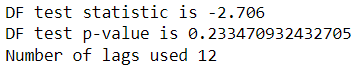 DF test statistic is -2.706
DF test p-value is 0.233470932432705
Number of lags used 12